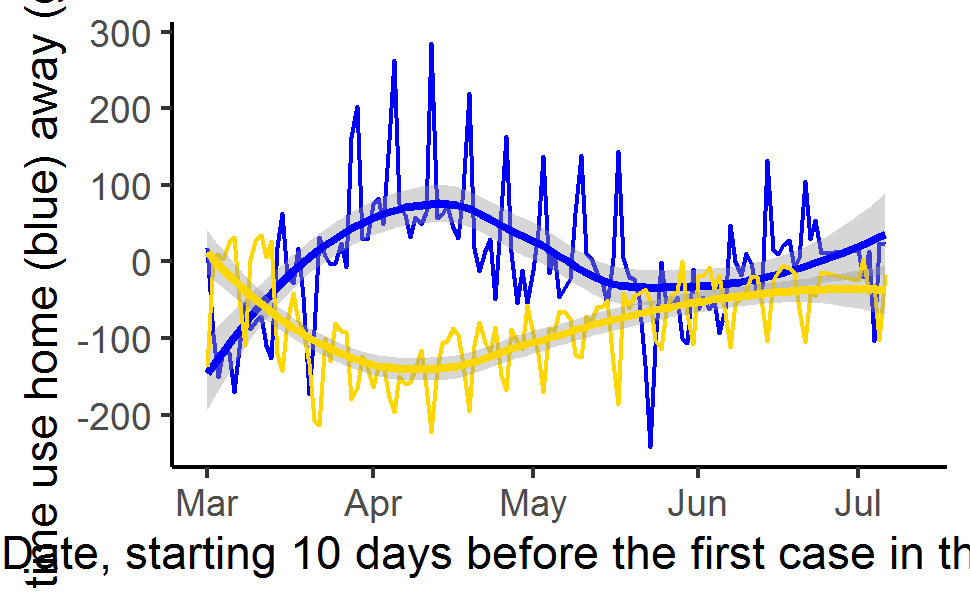 time use home (blue) away (g
300
200
100
0
-100
-200
Mar Apr May Jun Jul
Date, starting 10 days before the first case in th